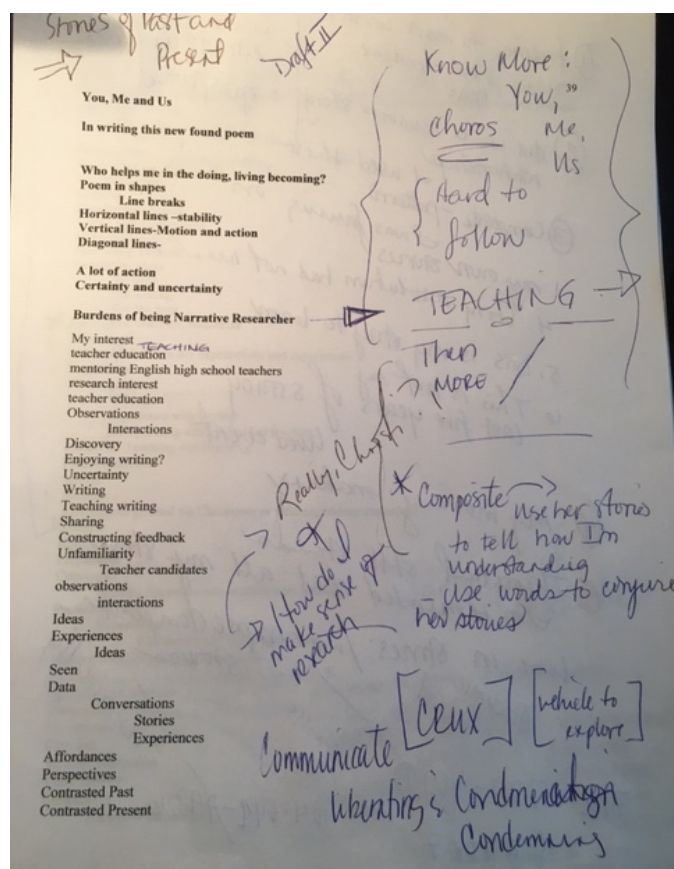 Stories of Past and
Present
Draft II
You, Me and Us
In writing this new found poem
Who helps me in the doing, living becoming?
Poem in shapes
Line breaks
Horizontal lines –stability
Vertical lines-Motion and action
Diagonal lines-
A lot of action
Certainty and uncertainty
Burdens of being Narrative Researcher
My interest TEACHING
teacher education
mentoring English high school teachers
research interest
teacher education
Observations
Interactions
Discovery
Enjoying writing?
Uncertainty
Writing
Teaching writing
Sharing
Constructing feedback
Unfamiliarity
Teacher candidates
observations
interactions
Ideas
Experiences
Ideas
Seen
Data
Conversations
Stories
Experiences
Affordances
Perspectives
Contrasted Past
Contrasted Present
Know More:
You, 39
Choros Me,
Us
Hard to
follow
TEACHING
Then
MORE
Really,
How do I
make sense of
research
* Composite use her stories
to tell how I'm
understanding
- Use words to conjure
her stories
[CRUX] [vehicle to
explore]
Communicate
Condemning